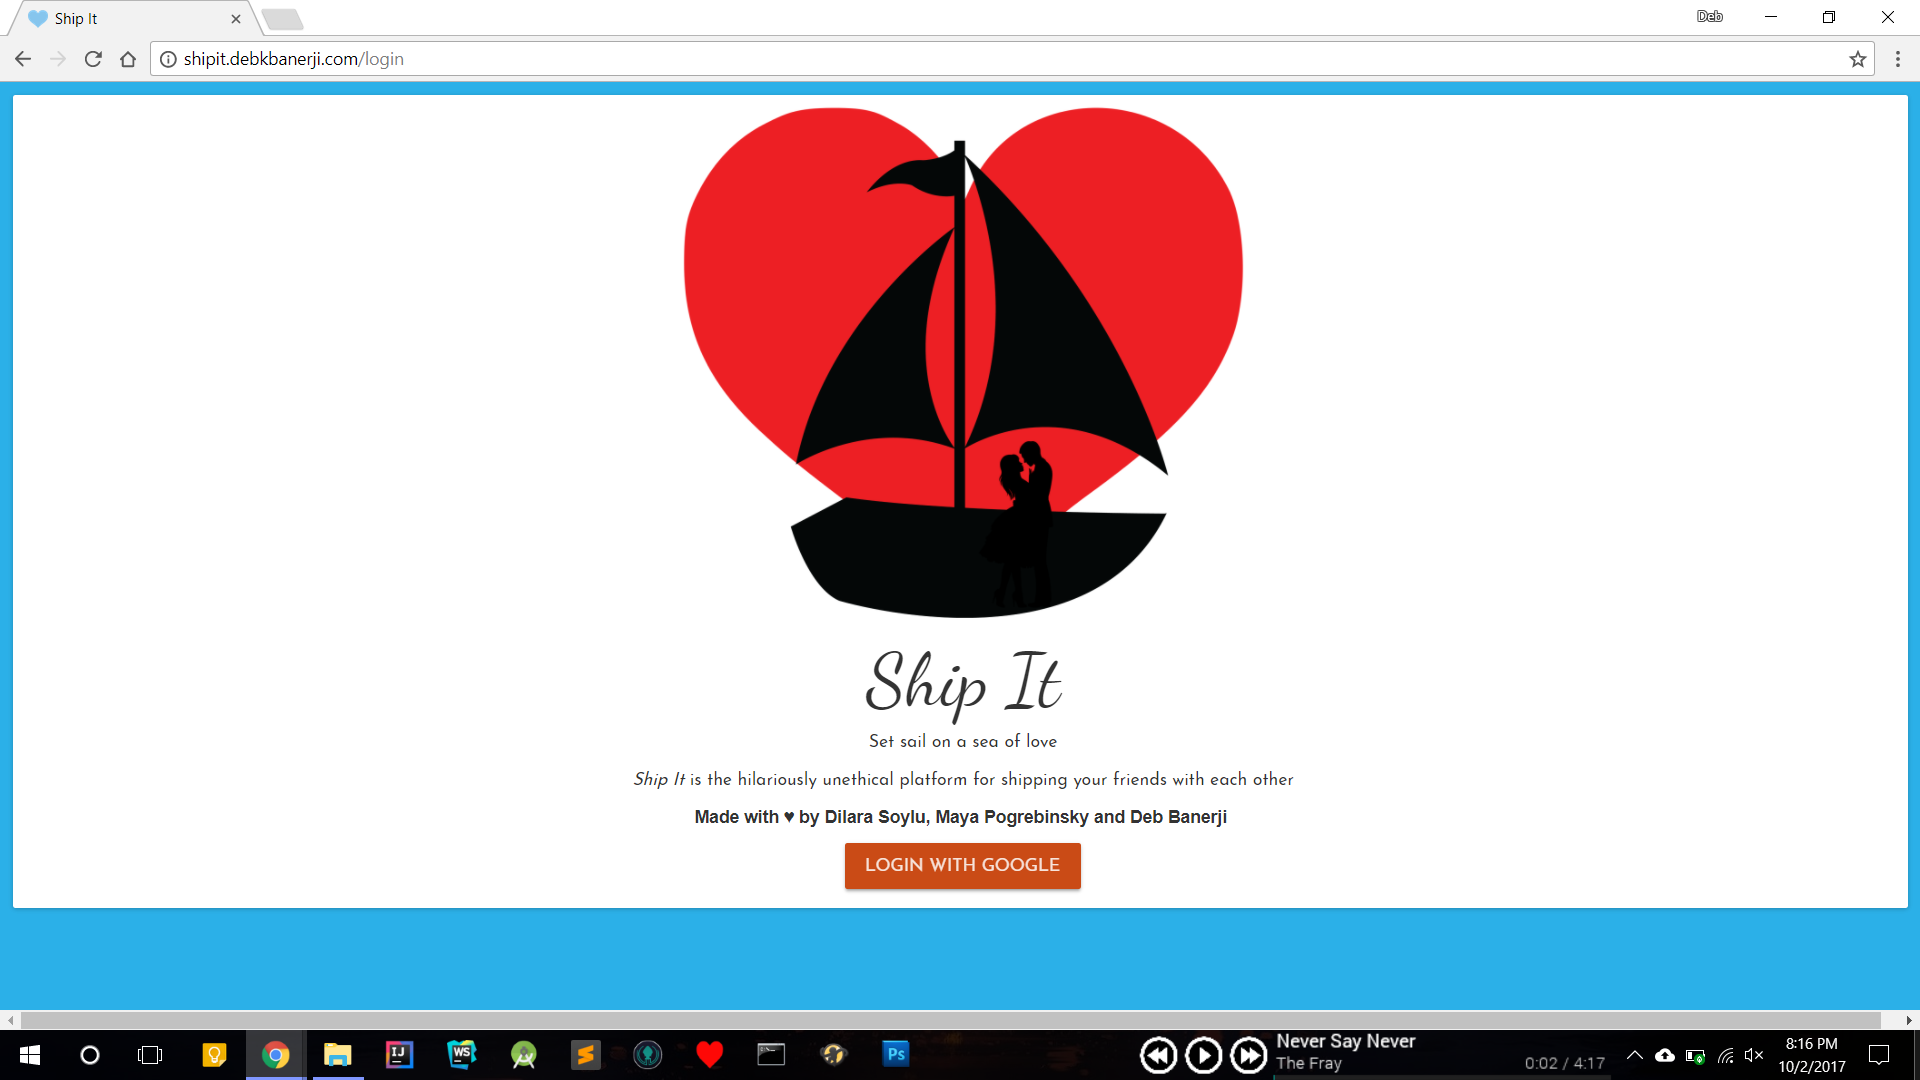 Ship It
Deb
shipit.debkbanerji.com/login
Ship It
Set sail on a sea of love
Ship It is the hilariously unethical platform for shipping your friends with each other
Made with ♥ by Dilara Soylu, Maya Pogrebinsky and Deb Banerji
LOGIN WITH GOOGLE
IJ
WS
Ps
Never Say Never
The Fray
0:02 / 4:17
8:16 PM
10/2/2017